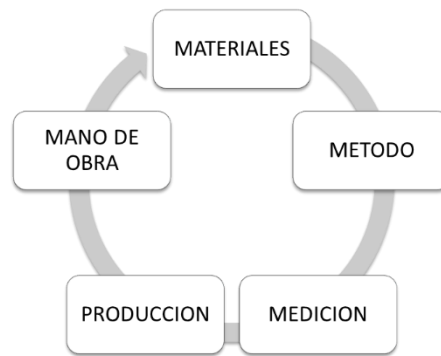 MATERIALES
METODO
MEDICION
PRODUCCION
MANO DE
OBRA